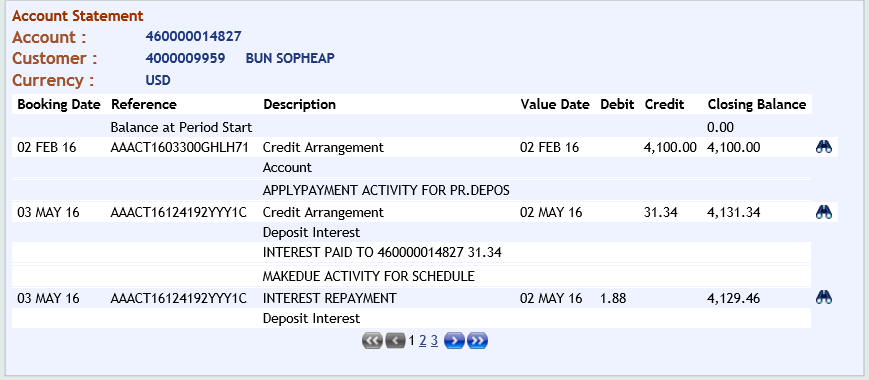 Account Statement
Account : 460000014827
Customer : 4000009959 BUN SOPHEAP
Currency : USD
Booking Date Reference Description Value Date Debit Credit Closing Balance
Balance at Period Start 0.00
02 FEB 16 AAACT1603300GHLH71 Credit Arrangement 02 FEB 16 4,100.00 4,100.00
Account
APPLYPAYMENT ACTIVITY FOR PR.DEPOS
03 MAY 16 AAACT16124192YYY1C Credit Arrangement 02 MAY 16 31.34 4,131.34
Deposit Interest
INTEREST PAID TO 460000014827 31.34
MAKEDUE ACTIVITY FOR SCHEDULE
03 MAY 16 AAACT16124192YYY1C INTEREST REPAYMENT 02 MAY 16 1.88 4,129.46
Deposit Interest
1 2 3